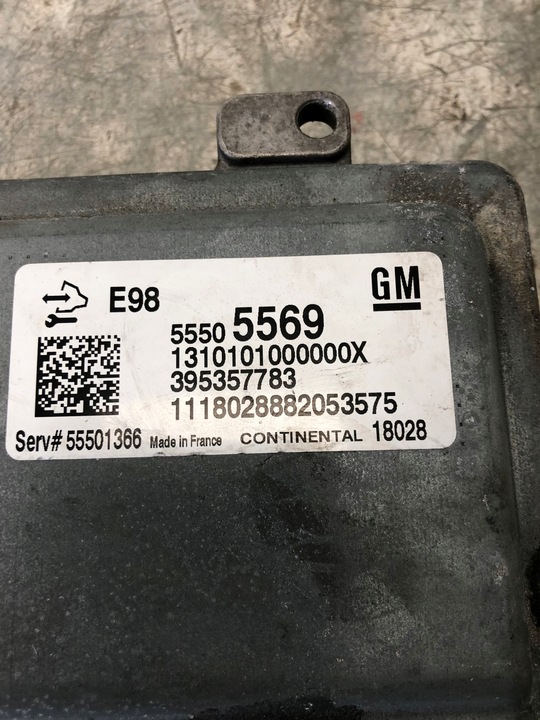 E98 GM
5550 5569
1310101000000X
395357783
1118028882053575
Serv# 55501366 Made in France CONTINENTAL 18028